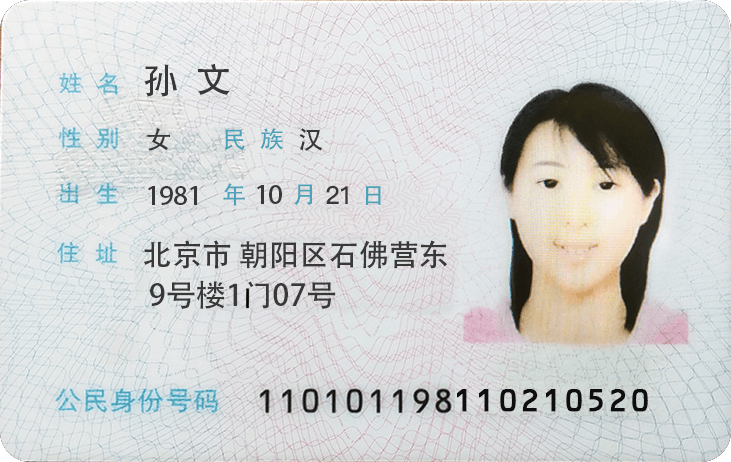 姓名 孙文
性别 女 民族 汉
出生 1981 年 10 月 21 日
住址 北京市 朝阳区石佛营东
9号楼1门07号
公民身份号码 110101198110210520